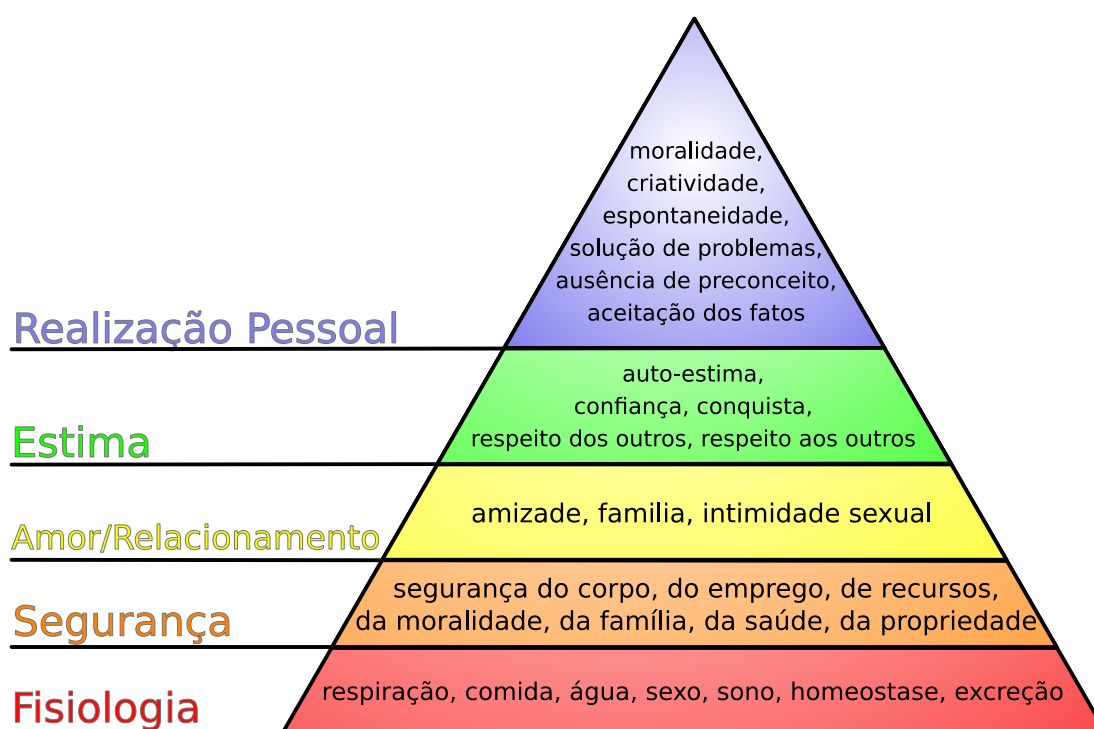 moralidade,
criatividade,
espontaneidade,
solução de problemas,
ausência de preconceito,
aceitação dos fatos
Realização Pessoal
auto-estima,
confiança, conquista,
respeito dos outros, respeito aos outros
Estima
amizade, familia, intimidade sexual
Amor/Relacionamento
segurança do corpo, do emprego, de recursos,
da moralidade, da família, da saúde, da propriedade
Segurança
respiração, comida, água, sexo, sono, homeostase, excreção
Fisiologia